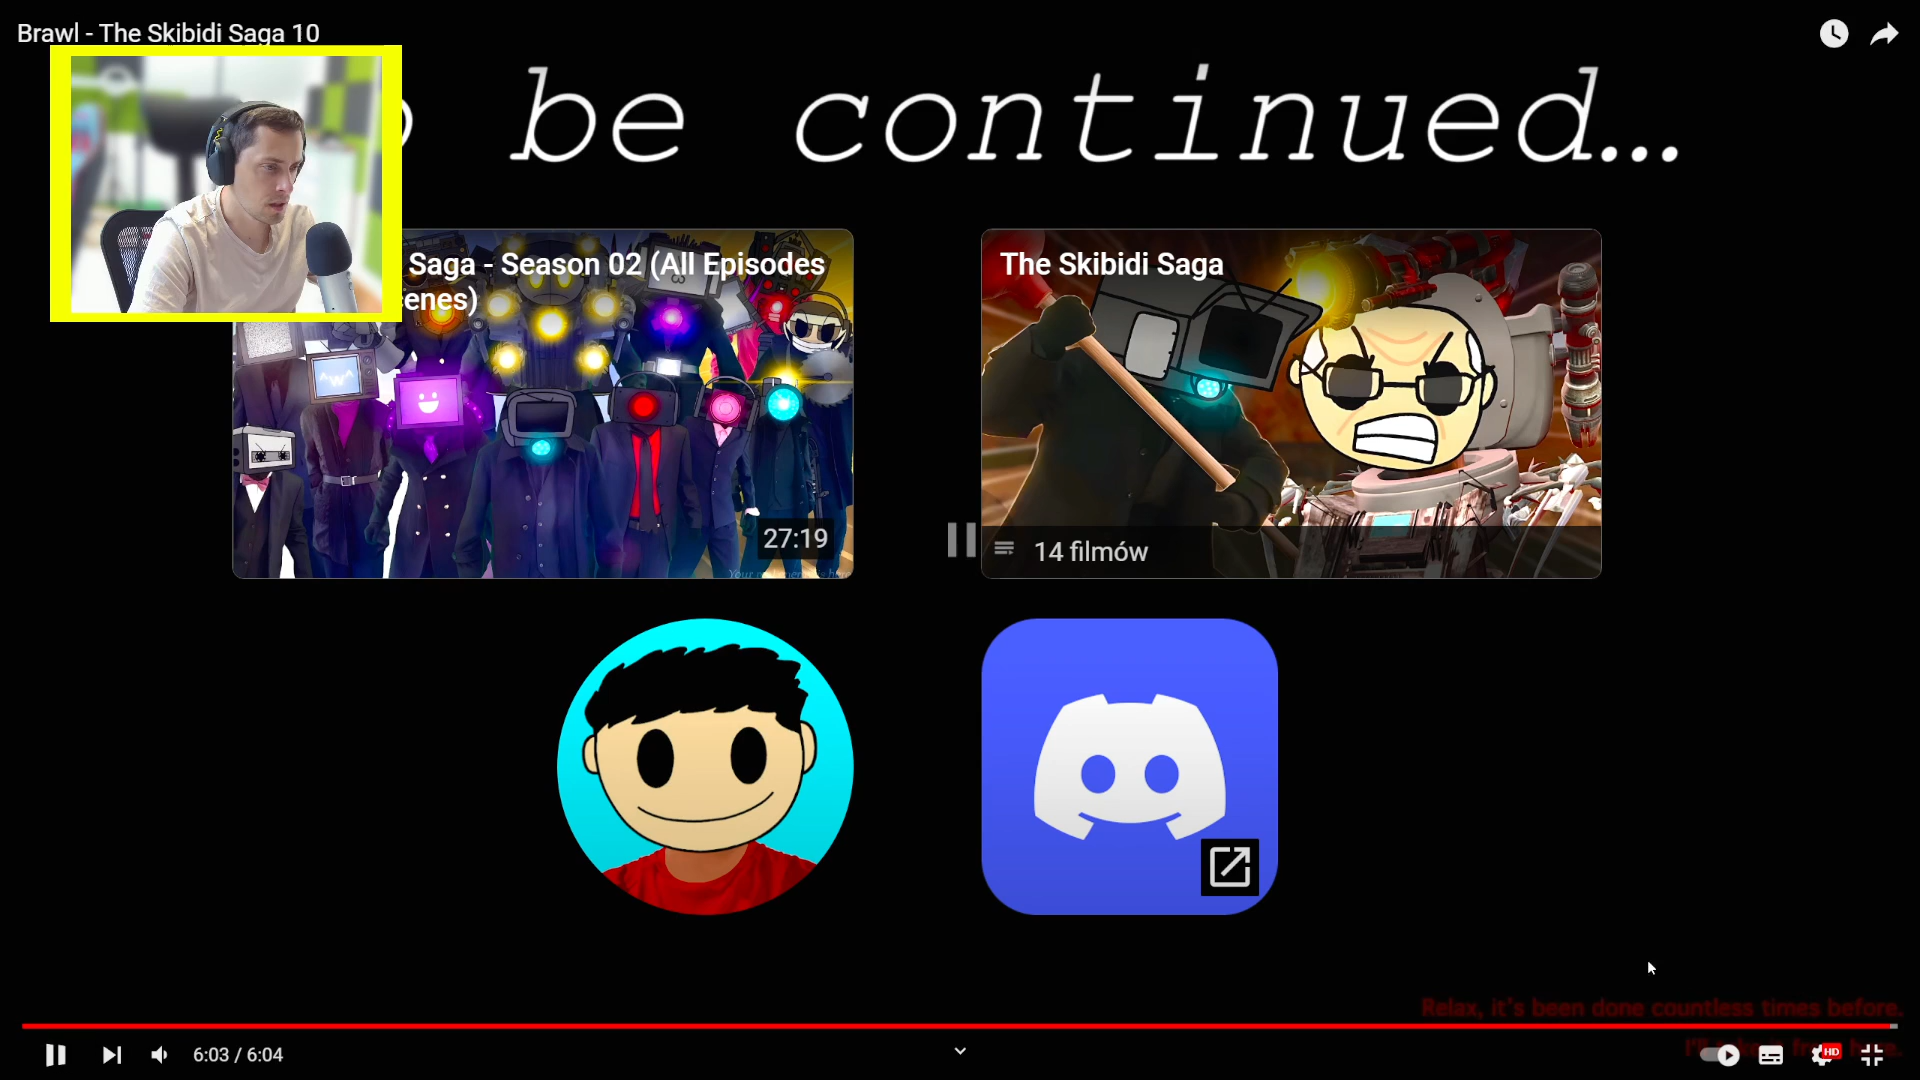 Brawl - The Skibidi Saga 10
be continued...
Saga - Season 02 (All Episodes
enes)
27:19
The Skibidi Saga
14 filmów
Relax, it's been done countless times before.
6:03 / 6:04
HD